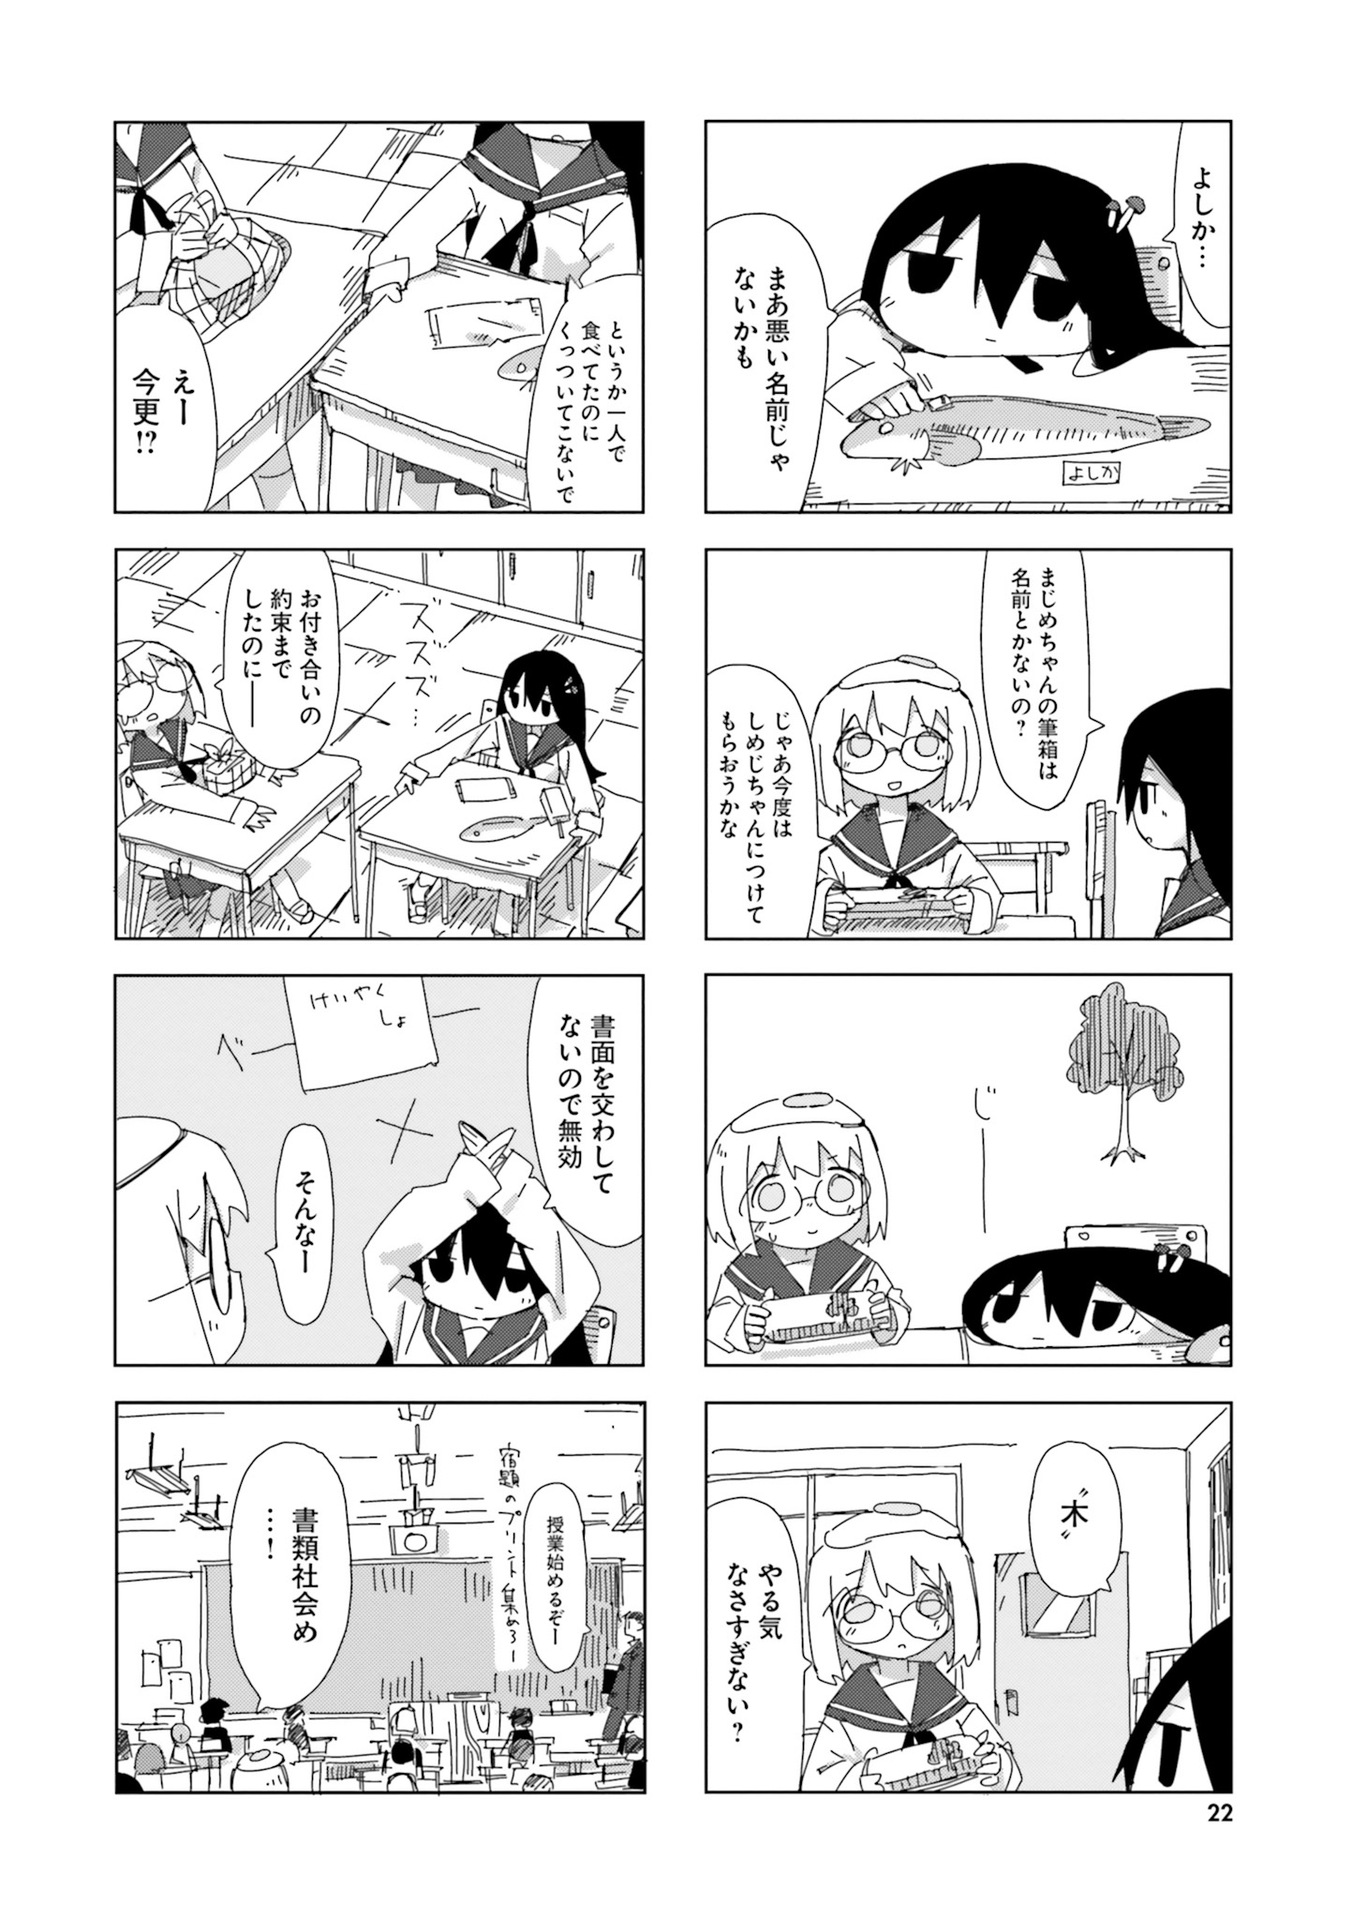 よしか…
まあ悪い名前じゃ
ないかも
よしか
まじめちゃんの筆箱は
名前とかないの？
じゃあ今度は
しめじちゃんにつけて
もらおうかな
じ
〝木〟
やる気
なさすぎない？
というか一人で
食べてたのに
くっついてこないで
えー
今更!?
ズズズ…
お付き合いの
約束まで
したのに――
書面を交わして
ないので無効
けいやく
しょ
べー
そんなー
授業始めるぞー
宿題のプリント集めろー
書類社会め
…！
22